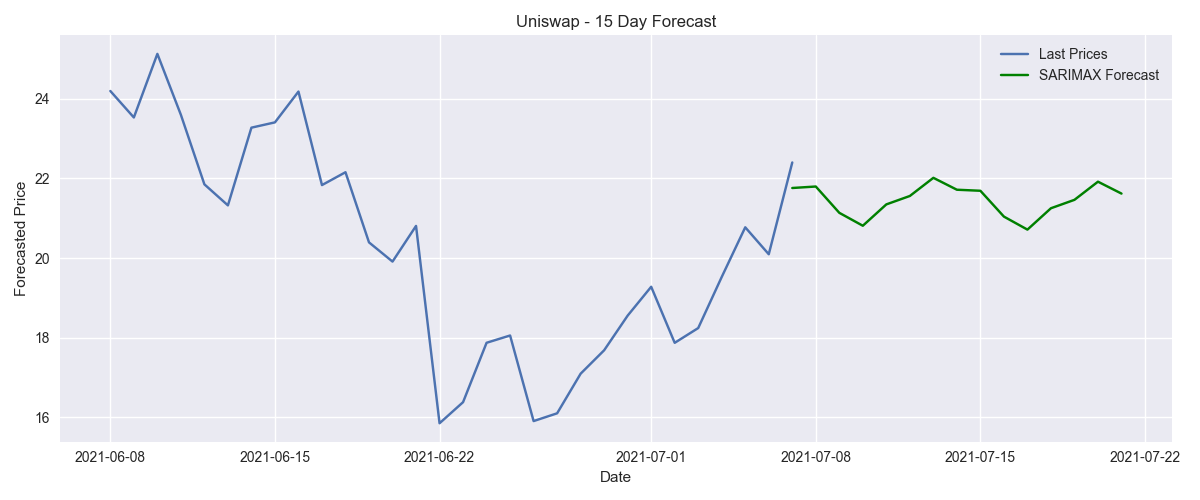 Uniswap - 15 Day Forecast
Last Prices
SARIMAX Forecast
Forecasted Price
24
22
20
18
16
2021-06-08
2021-06-15
2021-06-22
2021-07-01
2021-07-08
2021-07-15
2021-07-22
Date